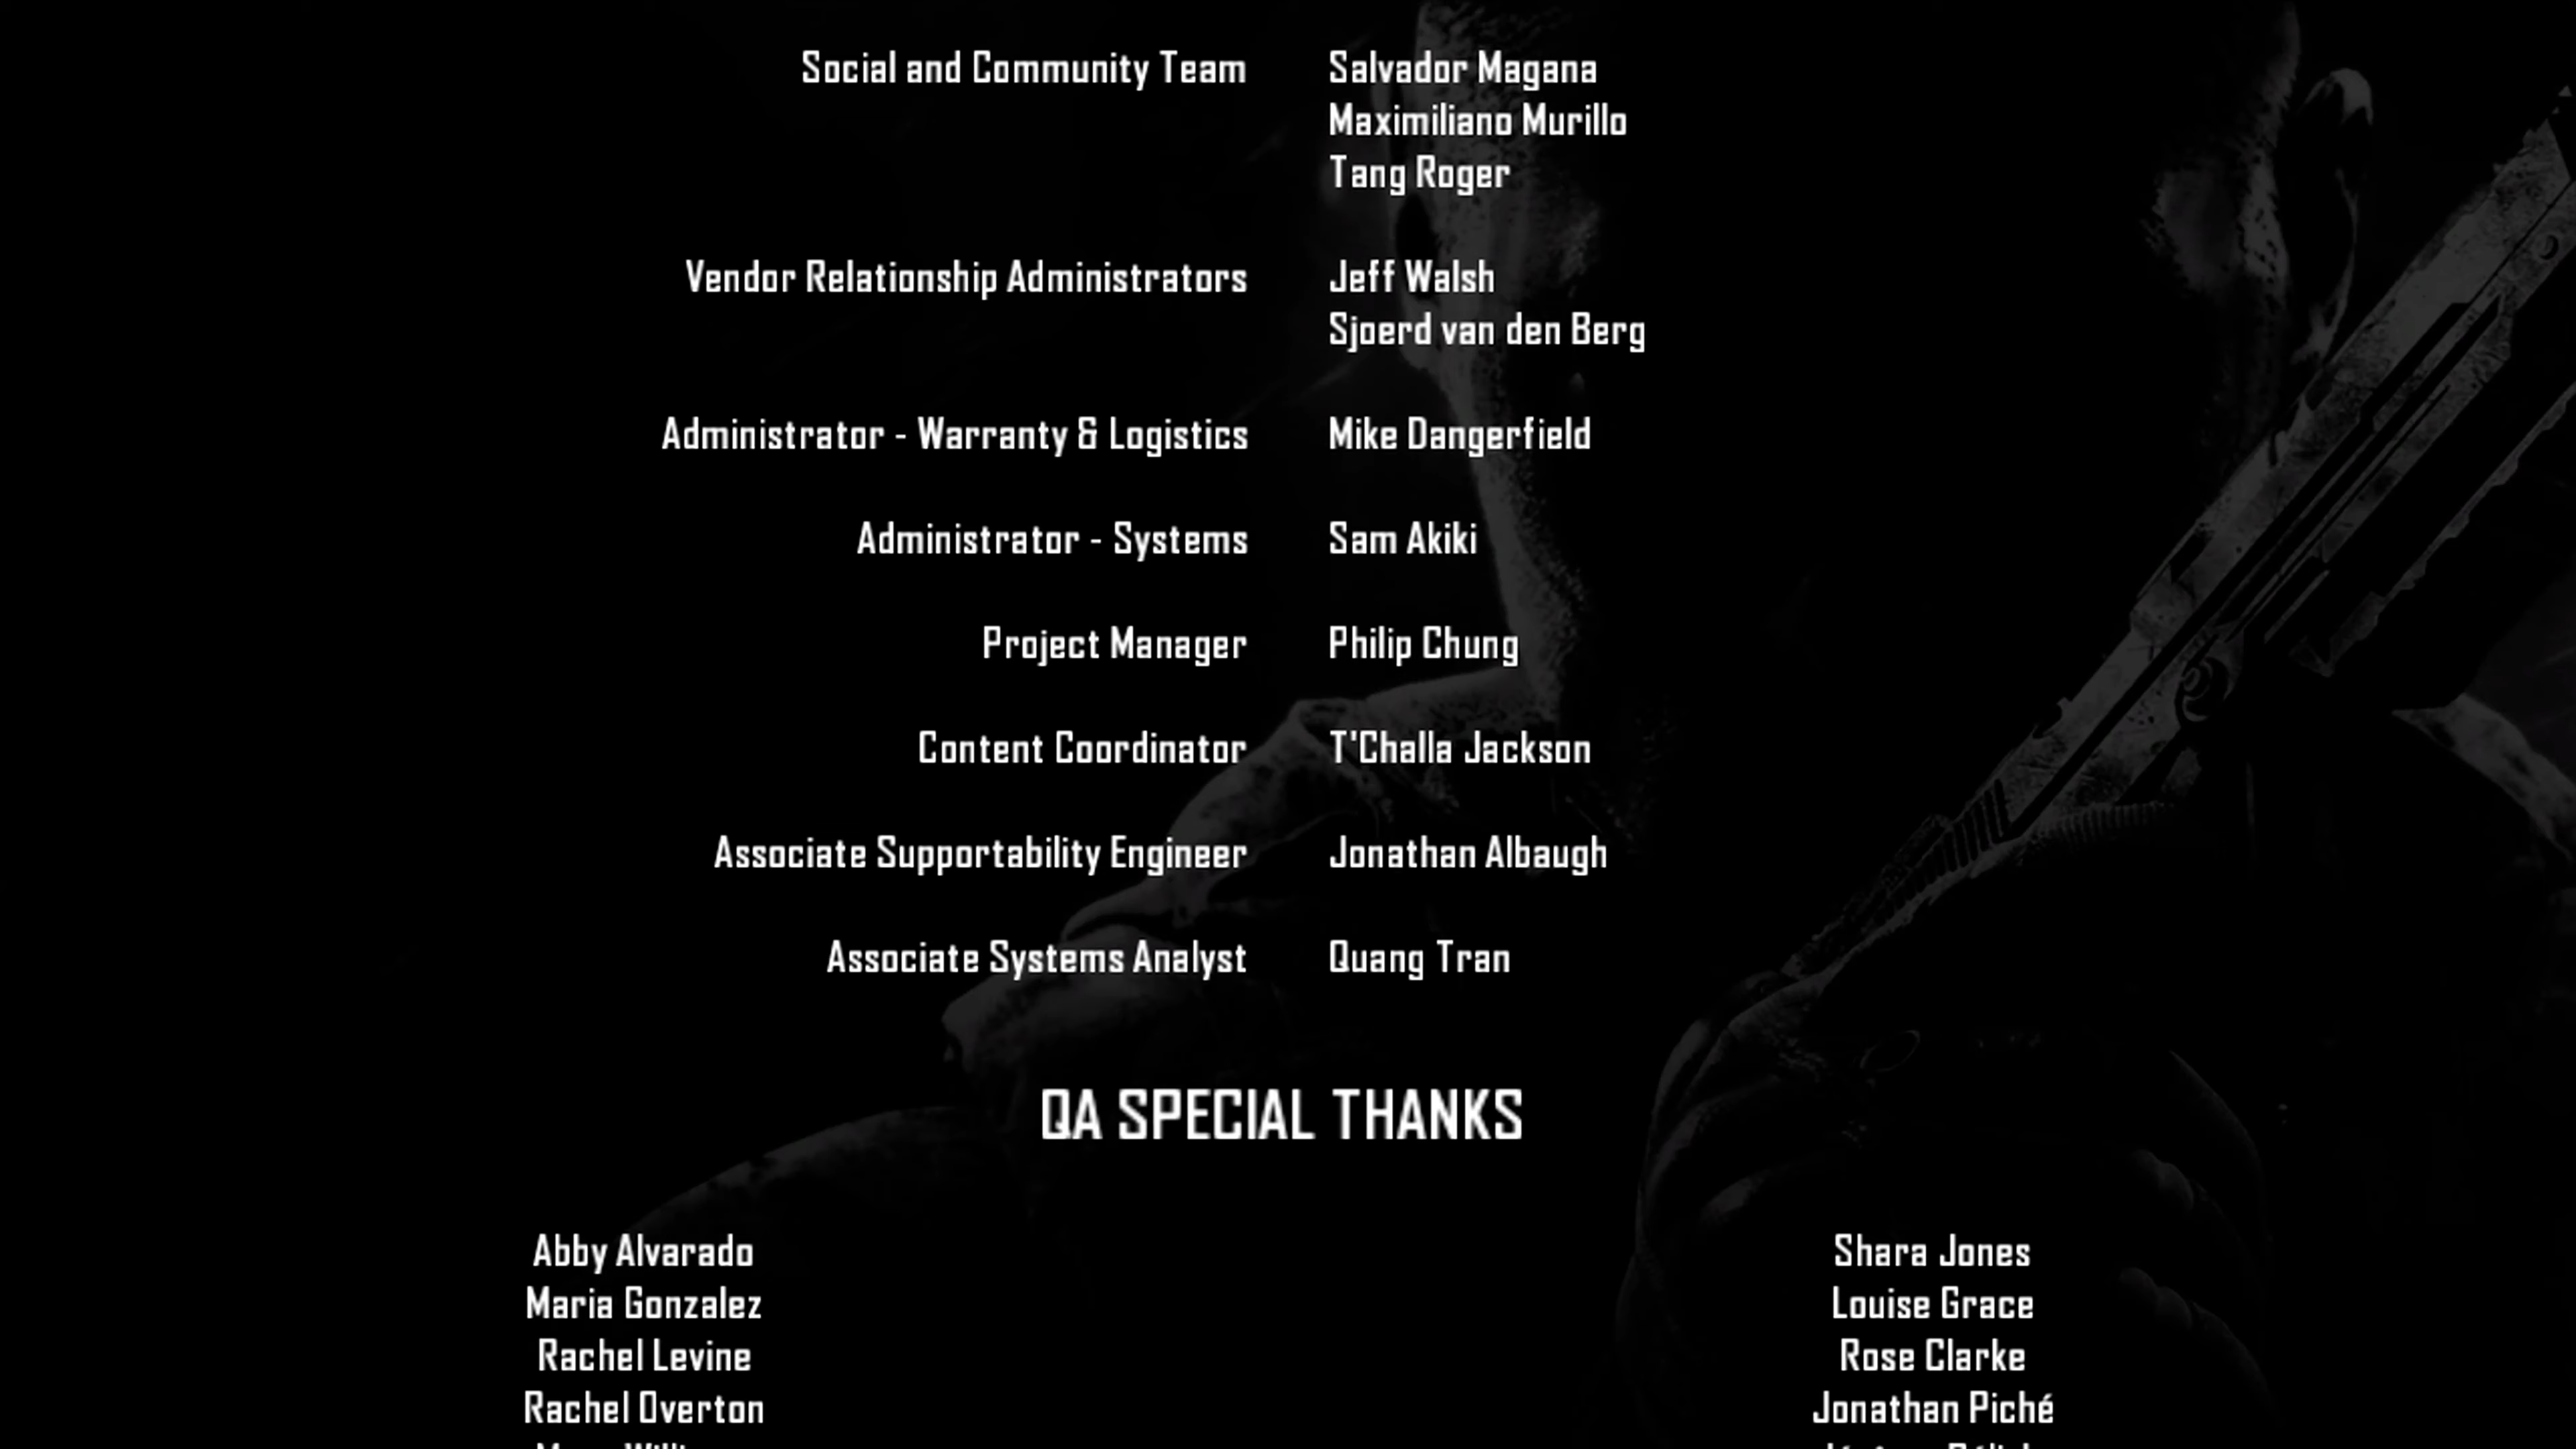 Social and Community Team Salvador Magana
Maximiliano Murillo
Tang Roger
Vendor Relationship Administrators Jeff Walsh
Sjoerd van den Berg
Administrator - Warranty & Logistics Mike Dangerfield
Administrator - Systems Sam Akiki
Project Manager Philip Chung
Content Coordinator T'Challa Jackson
Associate Supportability Engineer Jonathan Albaugh
Associate Systems Analyst Quang Tran
QA SPECIAL THANKS
Abby Alvarado Shara Jones
Maria Gonzalez Louise Grace
Rachel Levine Rose Clarke
Rachel Overton Jonathan Piché